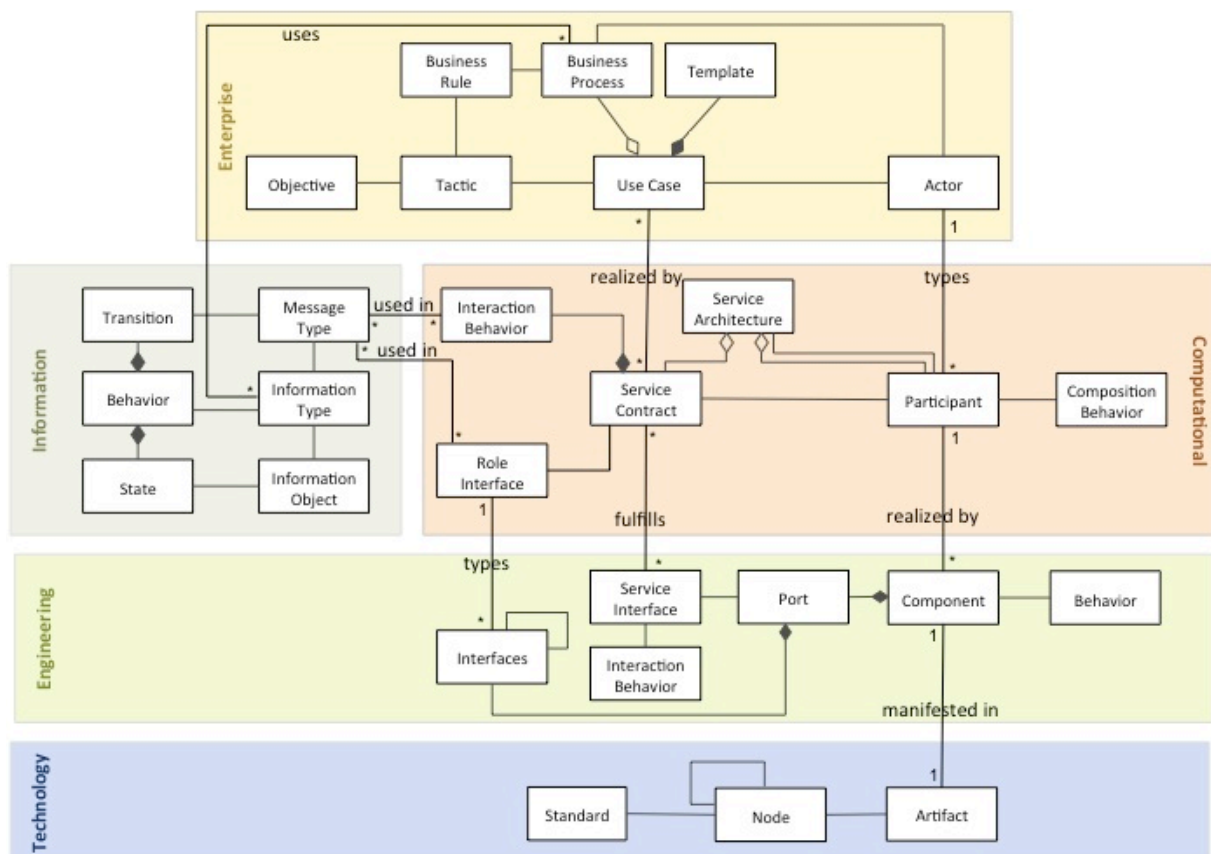 uses
*
Business
Rule
Business
Process
Template
Enterprise
Objective
Tactic
Use Case
Actor
*
1
realized by
types
Information
Transition
Message
Type
used in
*
*
Interaction
Behavior
Service
Architecture
Computational
*
used in
Behavior
*
Information
Type
*
Service
Contract
*
Participant
Composition
Behavior
*
1
*
Role
Interface
State
Information
Object
1
fulfills
realized by
types
Engineering
*
*
Service
Interface
Port
Component
Behavior
*
Interfaces
Interaction
Behavior
1
manifested in
Technology
1
Standard
Node
Artifact